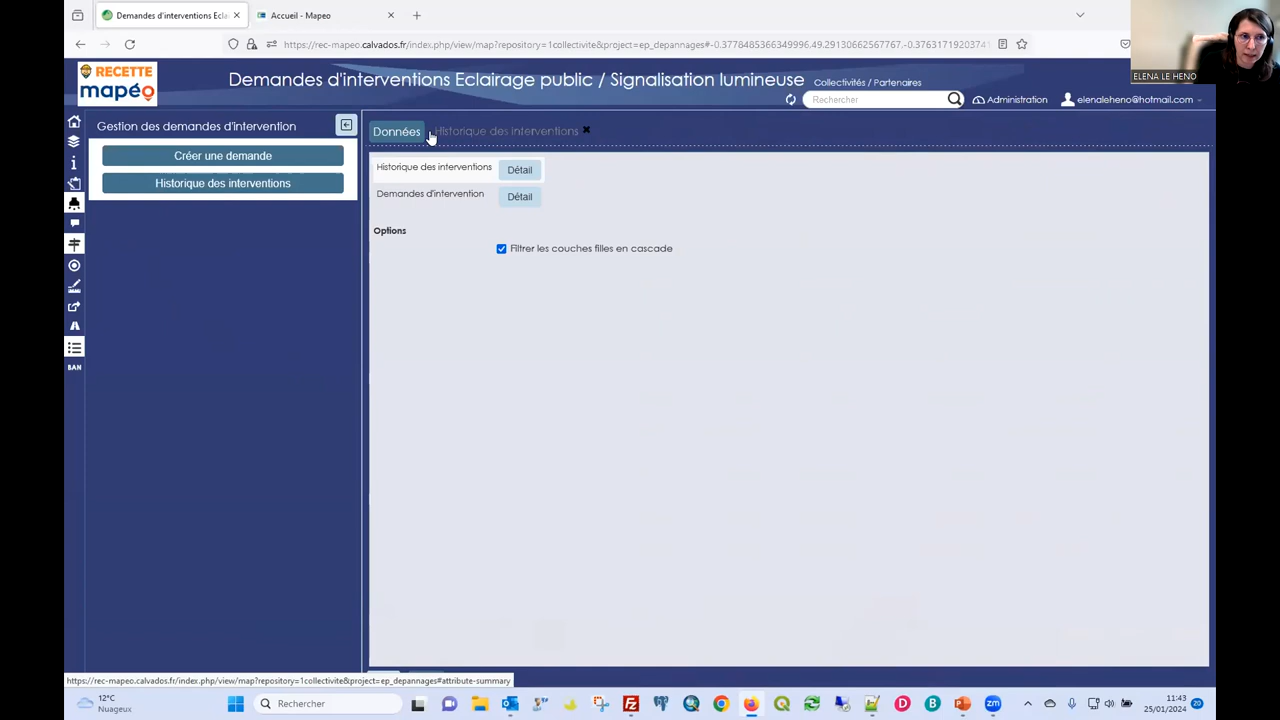 Demandes d'interventions Ecla
Accueil - Mapeo
https://rec-mapeo.calvados.fr/index.php/view/map?repository=1collectivite&project=ep_depannages#-0.3778485366349996,49.29130662567767,-0.3763171920374
ELENA LE HENO
RECETTE
mapéo
Demandes d'interventions Eclairage public / Signalisation lumineuse
Collectivités / Partenaires
Rechercher
Administration
elenaleheno@hotmail.com
Gestion des demandes d'intervention
Créer une demande
Historique des interventions
BAN
Données
Historique des interventions
Historique des interventions
Détail
Demandes d'intervention
Détail
Options
Filtrer les couches filles en cascade
https://rec-mapeo.calvados.fr/index.php/view/map?repository=1collectivite&project=ep_depannages#attribute-summary
12°C
Nuageux
Rechercher
11:43
25/01/2024
20